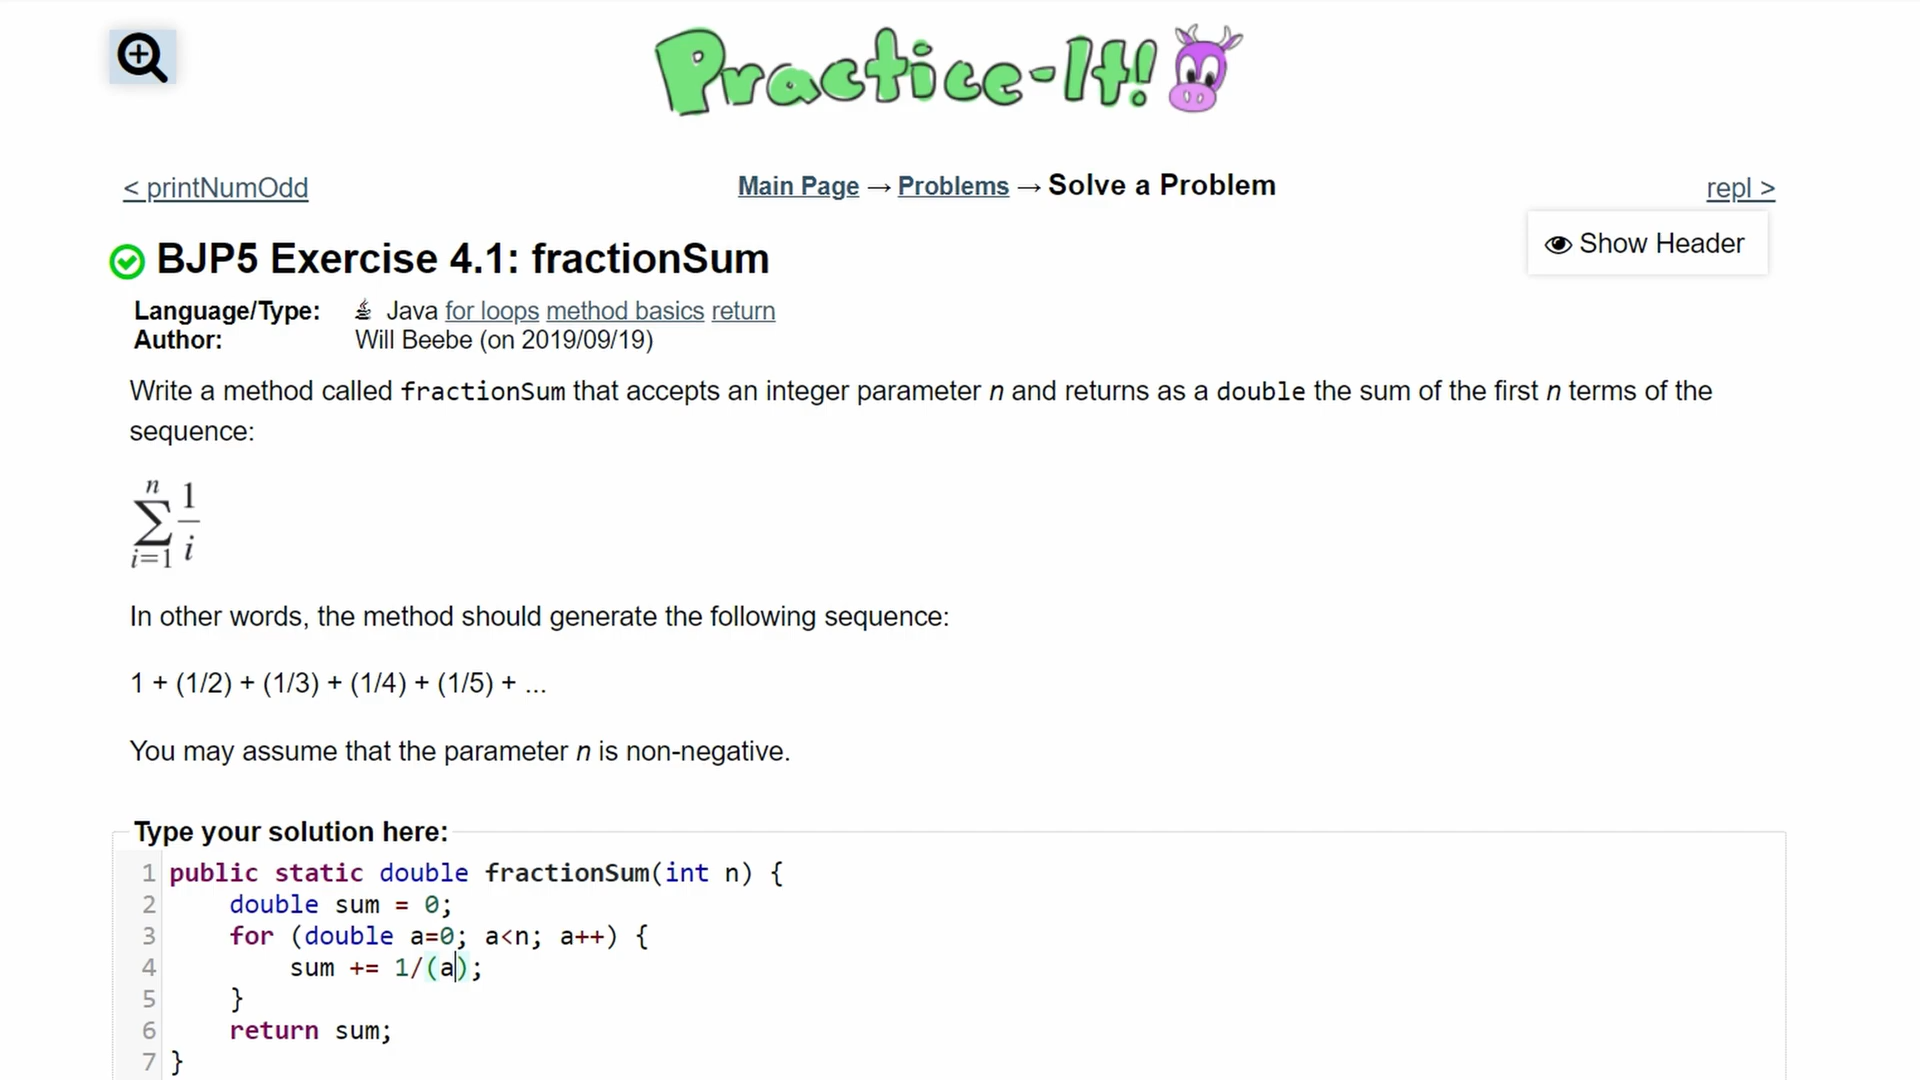 Practice-It!
< printNumOdd
Main Page → Problems → Solve a Problem
repl >
Show Header
BJP5 Exercise 4.1: fractionSum
Language/Type: Java for loops method basics return
Author: Will Beebe (on 2019/09/19)
Write a method called fractionSum that accepts an integer parameter n and returns as a double the sum of the first n terms of the
sequence:
n
∑ 1/i
i=1
In other words, the method should generate the following sequence:
1 + (1/2) + (1/3) + (1/4) + (1/5) + ...
You may assume that the parameter n is non-negative.
Type your solution here:
1 public static double fractionSum(int n) {
2     double sum = 0;
3     for (double a=0; a<n; a++) {
4         sum += 1/(a);
5     }
6     return sum;
7 }